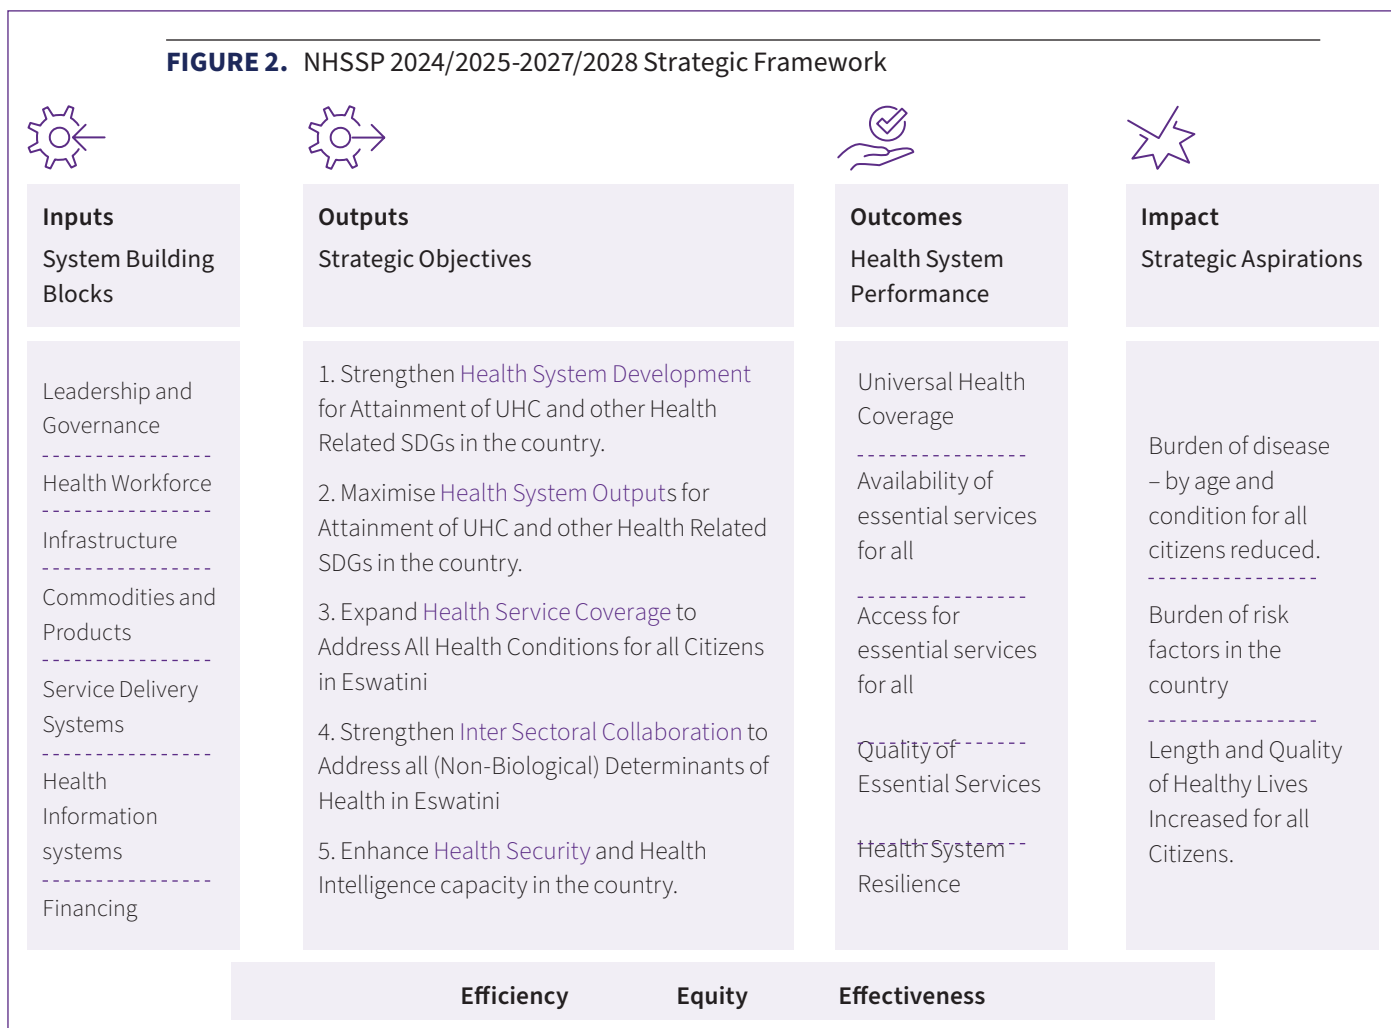 FIGURE 2. NHSSP 2024/2025-2027/2028 Strategic Framework
Inputs
System Building
Blocks
Leadership and
Governance
Health Workforce
Infrastructure
Commodities and
Products
Service Delivery
Systems
Health
Information
systems
Financing
Outputs
Strategic Objectives
1. Strengthen Health System Development
for Attainment of UHC and other Health
Related SDGs in the country.
2. Maximise Health System Outputs for
Attainment of UHC and other Health Related
SDGs in the country.
3. Expand Health Service Coverage to
Address All Health Conditions for all Citizens
in Eswatini
4. Strengthen Inter Sectoral Collaboration to
Address all (Non-Biological) Determinants of
Health in Eswatini
5. Enhance Health Security and Health
Intelligence capacity in the country.
Outcomes
Health System
Performance
Universal Health
Coverage
Availability of
essential services
for all
Access for
essential services
for all
Quality of
Essential Services
Health System
Resilience
Impact
Strategic Aspirations
Burden of disease
– by age and
condition for all
citizens reduced.
Burden of risk
factors in the
country
Length and Quality
of Healthy Lives
Increased for all
Citizens.
Efficiency Equity Effectiveness